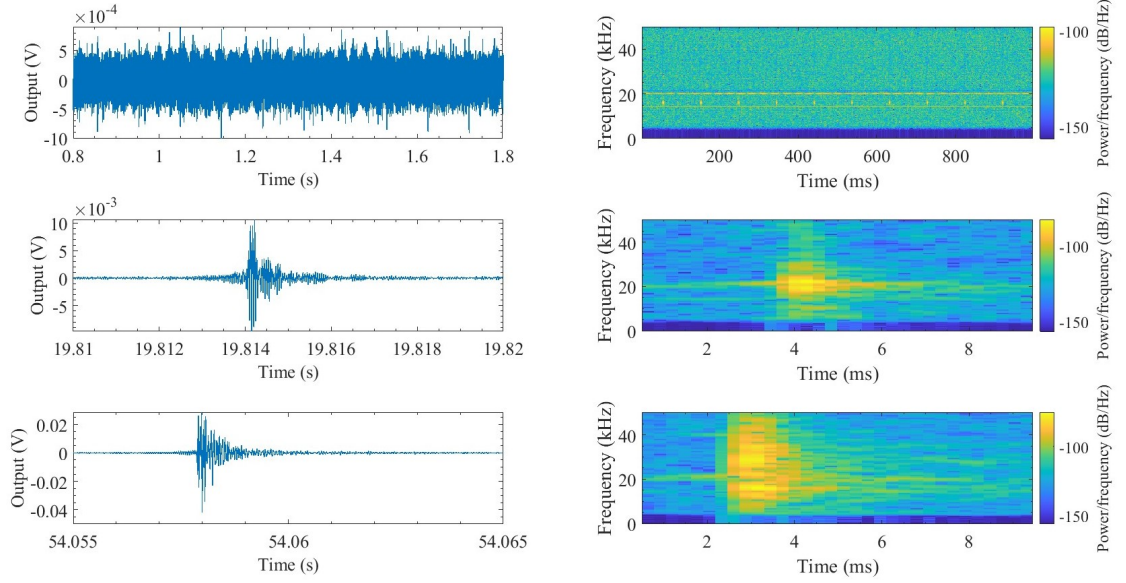 ×10⁻⁴
Output (V)
5
0
-5
-10
0.8 1 1.2 1.4 1.6 1.8
Time (s)
Frequency (kHz)
40
20
0
200 400 600 800
Time (ms)
-100
-150
Power/frequency (dB/Hz)
×10⁻³
Output (V)
10
5
0
-5
19.81 19.812 19.814 19.816 19.818 19.82
Time (s)
Frequency (kHz)
40
20
0
2 4 6 8
Time (ms)
-100
-150
Power/frequency (dB/Hz)
Output (V)
0.02
0
-0.02
-0.04
54.055 54.06 54.065
Time (s)
Frequency (kHz)
40
20
0
2 4 6 8
Time (ms)
-100
-150
Power/frequency (dB/Hz)